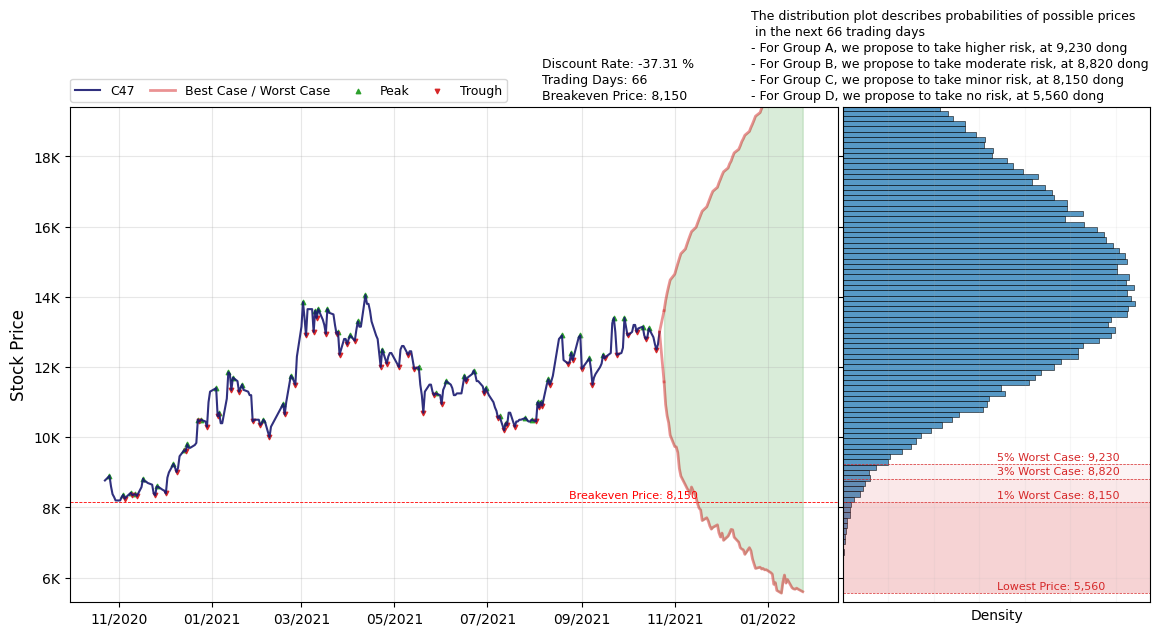 The distribution plot describes probabilities of possible prices
in the next 66 trading days
- For Group A, we propose to take higher risk, at 9,230 dong
- For Group B, we propose to take moderate risk, at 8,820 dong
- For Group C, we propose to take minor risk, at 8,150 dong
- For Group D, we propose to take no risk, at 5,560 dong
Discount Rate: -37.31 %
Trading Days: 66
Breakeven Price: 8,150
C47 Best Case / Worst Case Peak Trough
Stock Price
18K
16K
14K
12K
10K
8K
6K
Breakeven Price: 8,150
5% Worst Case: 9,230
3% Worst Case: 8,820
1% Worst Case: 8,150
Lowest Price: 5,560
11/2020 01/2021 03/2021 05/2021 07/2021 09/2021 11/2021 01/2022
Density